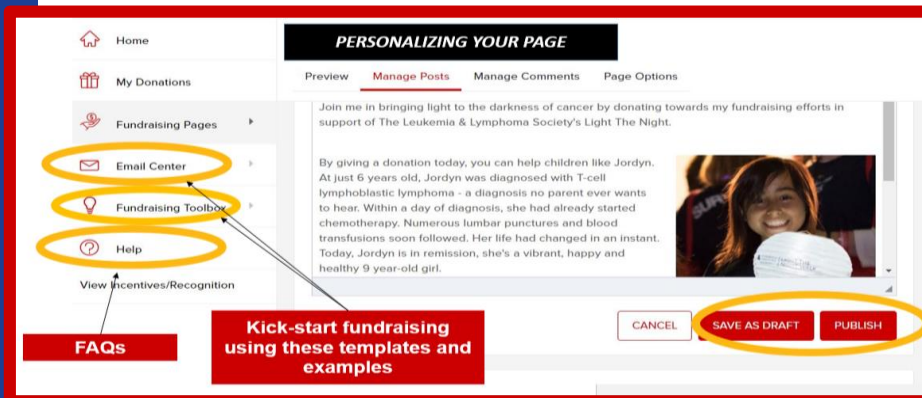 PERSONALIZING YOUR PAGE
Home
My Donations
Fundraising Pages
Email Center
Fundraising Toolbox
Help
View Incentives/Recognition
Preview Manage Posts Manage Comments Page Options
Join me in bringing light to the darkness of cancer by donating towards my fundraising efforts in
support of The Leukemia & Lymphoma Society's Light The Night.
By giving a donation today, you can help children like Jordyn.
At just 6 years old, Jordyn was diagnosed with T-cell
lymphoblastic lymphoma - a diagnosis no parent ever wants
to hear. Within a day of diagnosis, she had already started
chemotherapy. Numerous lumbar punctures and blood
transfusions soon followed. Her life had changed in an instant.
Today, Jordyn is in remission, she's a vibrant, happy and
healthy 9 year-old girl.
CANCEL SAVE AS DRAFT PUBLISH
FAQs
Kick-start fundraising
using these templates and
examples